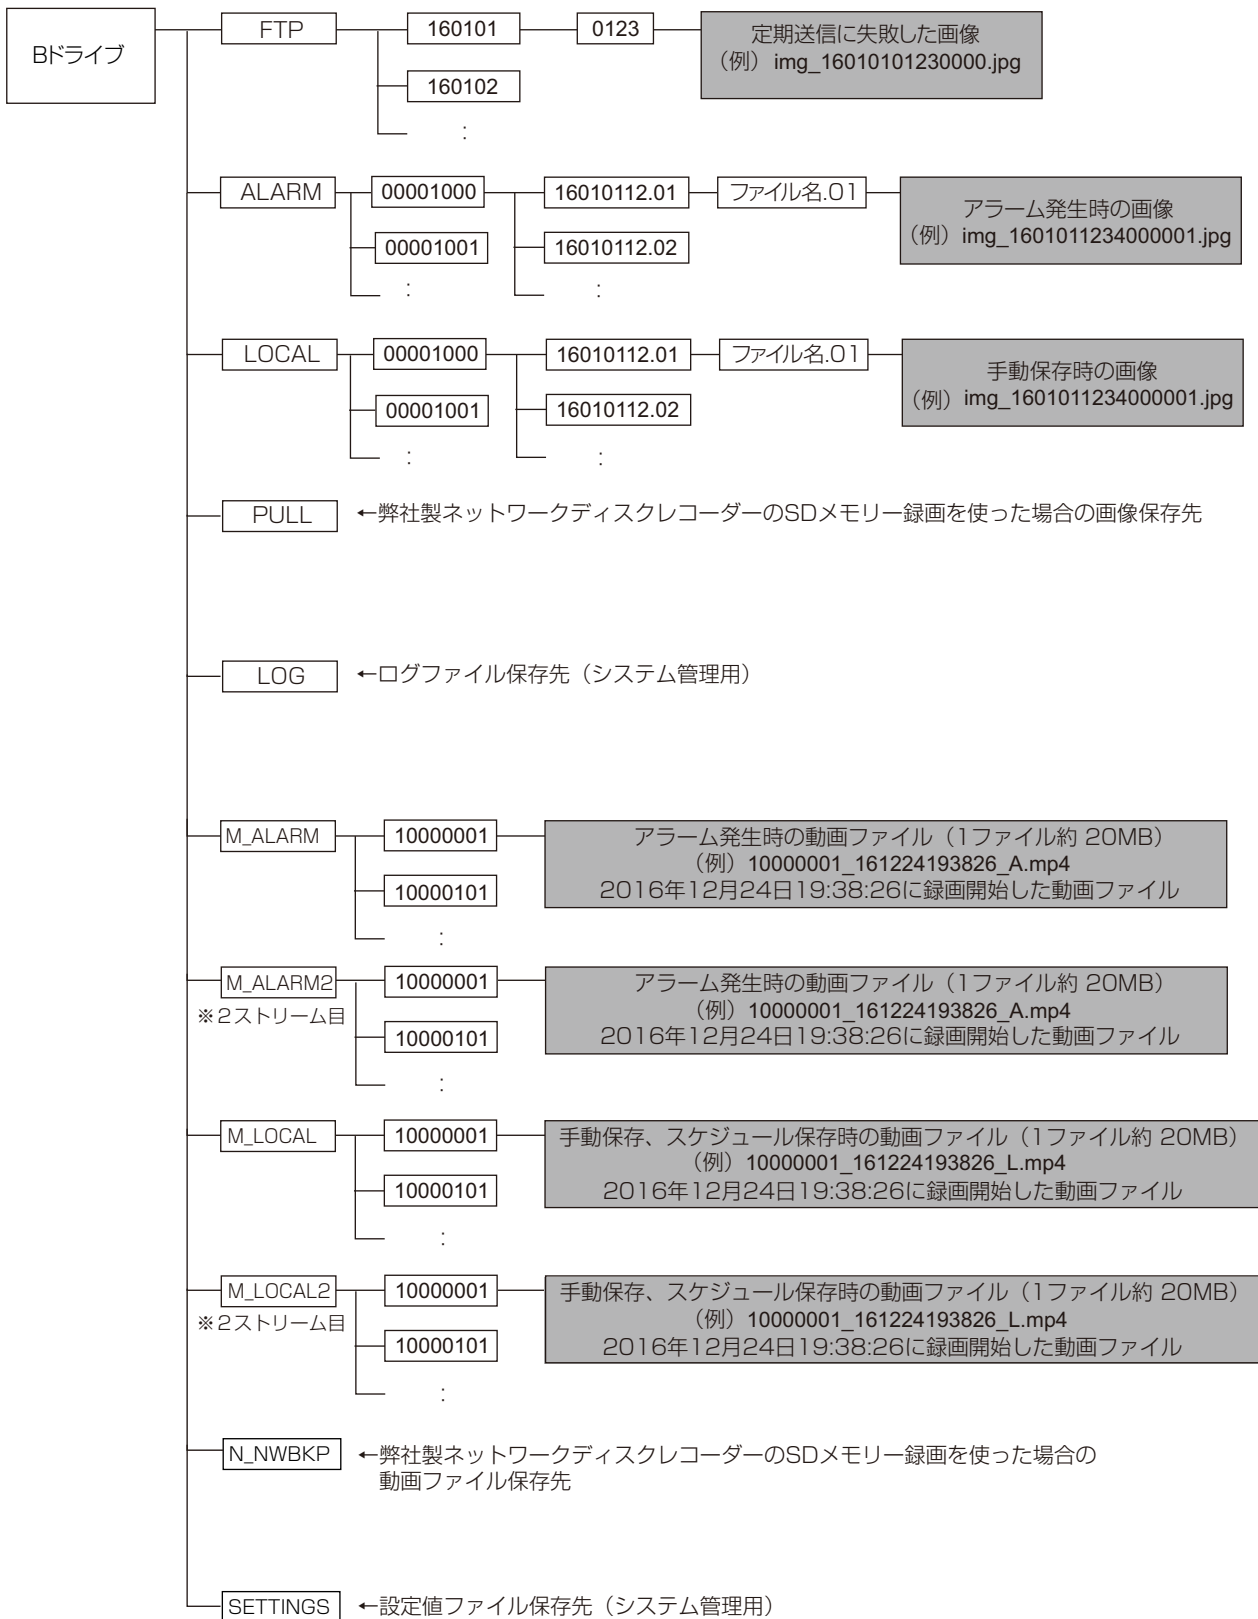 Bドライブ
FTP
160101
0123
定期送信に失敗した画像
（例） img_16010101230000.jpg
160102
：
ALARM
00001000
16010112.01
ファイル名.01
アラーム発生時の画像
（例） img_1601011234000001.jpg
00001001
16010112.02
：
：
LOCAL
00001000
16010112.01
ファイル名.01
手動保存時の画像
（例） img_1601011234000001.jpg
00001001
16010112.02
：
：
PULL
←弊社製ネットワークディスクレコーダーのSDメモリー録画を使った場合の画像保存先
LOG
←ログファイル保存先（システム管理用）
M_ALARM
10000001
アラーム発生時の動画ファイル（1ファイル約 20MB）
（例）10000001_161224193826_A.mp4
2016年12月24日19:38:26に録画開始した動画ファイル
10000101
：
M_ALARM2
※2ストリーム目
10000001
アラーム発生時の動画ファイル（1ファイル約 20MB）
（例）10000001_161224193826_A.mp4
2016年12月24日19:38:26に録画開始した動画ファイル
10000101
：
M_LOCAL
10000001
手動保存、スケジュール保存時の動画ファイル（1ファイル約 20MB）
（例）10000001_161224193826_L.mp4
2016年12月24日19:38:26に録画開始した動画ファイル
10000101
：
M_LOCAL2
※2ストリーム目
10000001
手動保存、スケジュール保存時の動画ファイル（1ファイル約 20MB）
（例）10000001_161224193826_L.mp4
2016年12月24日19:38:26に録画開始した動画ファイル
10000101
：
N_NWBKP
←弊社製ネットワークディスクレコーダーのSDメモリー録画を使った場合の
動画ファイル保存先
SETTINGS
←設定値ファイル保存先（システム管理用）